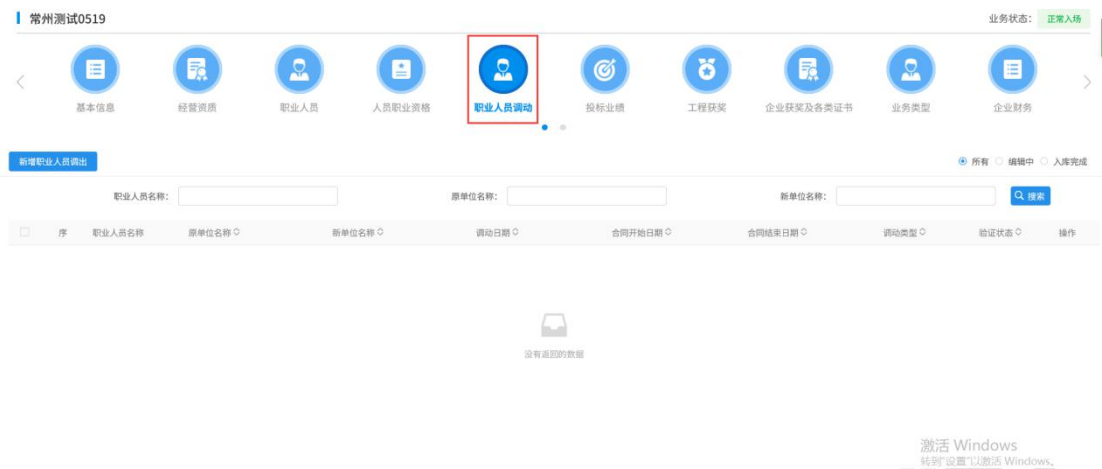 常州测试0519
业务状态： 正常入场
基本信息 经营资质 职业人员 人员职业资格 职业人员调动 投标业绩 工程获奖 企业获奖及各类证书 业务类型 企业财务
新增职业人员调出 所有 编辑中 入库完成
职业人员名称： 原单位名称： 新单位名称： 搜索
序 职业人员名称 原单位名称 新单位名称 调动日期 合同开始日期 合同结束日期 调动类型 验证状态 操作
没有返回的数据
激活 Windows
转到"设置"以激活 Windows。